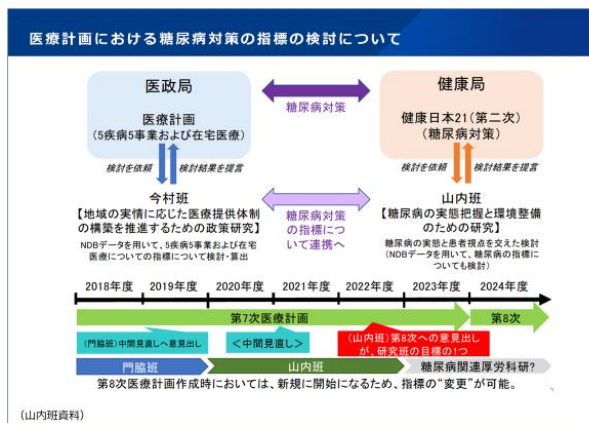 医療計画における糖尿病対策の指標の検討について
医政局
健康局
医療計画
(5疾病5事業および在宅医療)
糖尿病対策
健康日本21(第二次)
(糖尿病対策)
検討を依頼
検討結果を提言
検討を依頼
検討結果を提言
今村班
【地域の実情に応じた医療提供体制
の構築を推進するための政策研究】
NDBデータを用いて、5疾病5事業および在宅
医療についての指標について検討・算出
糖尿病対策
の指標につ
いて連携へ
山内班
【糖尿病の実態把握と環境整備
のための研究】
糖尿病の実態と患者視点を交えた検討
(NDBデータを用いて、糖尿病の指標に
ついても検討)
2018年度
2019年度
2020年度
2021年度
2022年度
2023年度
2024年度
第7次医療計画
第8次
(門脇班)中間見直しへ意見出し
<中間見直し>
(山内班)第8次への意見出し
が、研究班の目標の1つ
門脇班
山内班
糖尿病関連厚労科研?
第8次医療計画作成時においては、新規に開始になるため、指標の“変更”が可能。
(山内班資料)